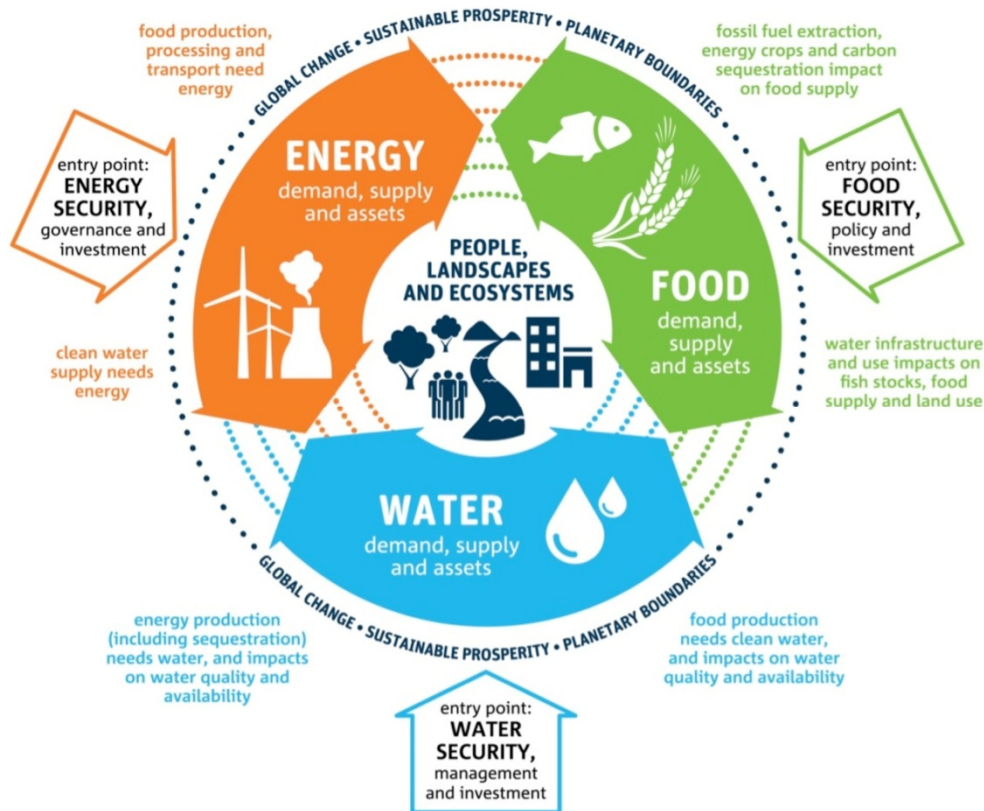 GLOBAL CHANGE • SUSTAINABLE PROSPERITY • PLANETARY BOUNDARIES •
food production,
processing and
transport need
energy
fossil fuel extraction,
energy crops and carbon
sequestration impact
on food supply
entry point:
ENERGY
SECURITY,
governance and
investment
ENERGY
demand, supply
and assets
entry point:
FOOD
SECURITY,
policy and
investment
PEOPLE,
LANDSCAPES
AND ECOSYSTEMS
FOOD
demand,
supply
and assets
clean water
supply needs
energy
water infrastructure
and use impacts on
fish stocks, food
supply and land use
WATER
demand, supply
and assets
• GLOBAL CHANGE • SUSTAINABLE PROSPERITY • PLANETARY BOUNDARIES
energy production
(including sequestration)
needs water, and impacts
on water quality and
availability
food production
needs clean water,
and impacts on water
quality and availability
entry point:
WATER
SECURITY,
management
and investment